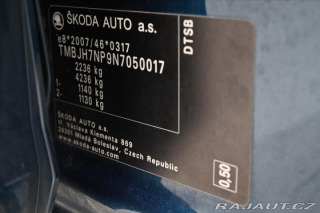 ŠKODA AUTO a.s.
e8*2007/46*0317
TMBJH7NP9N7050017
2236 kg
4236 kg
1- 1140 kg
2- 1130 kg
ŠKODA AUTO a.s.
tř. Václava Klementa 869
29301 Mladá Boleslav, Czech Republic
www.skoda-auto.com
DTSB
0,50
RAJAUT.CZ